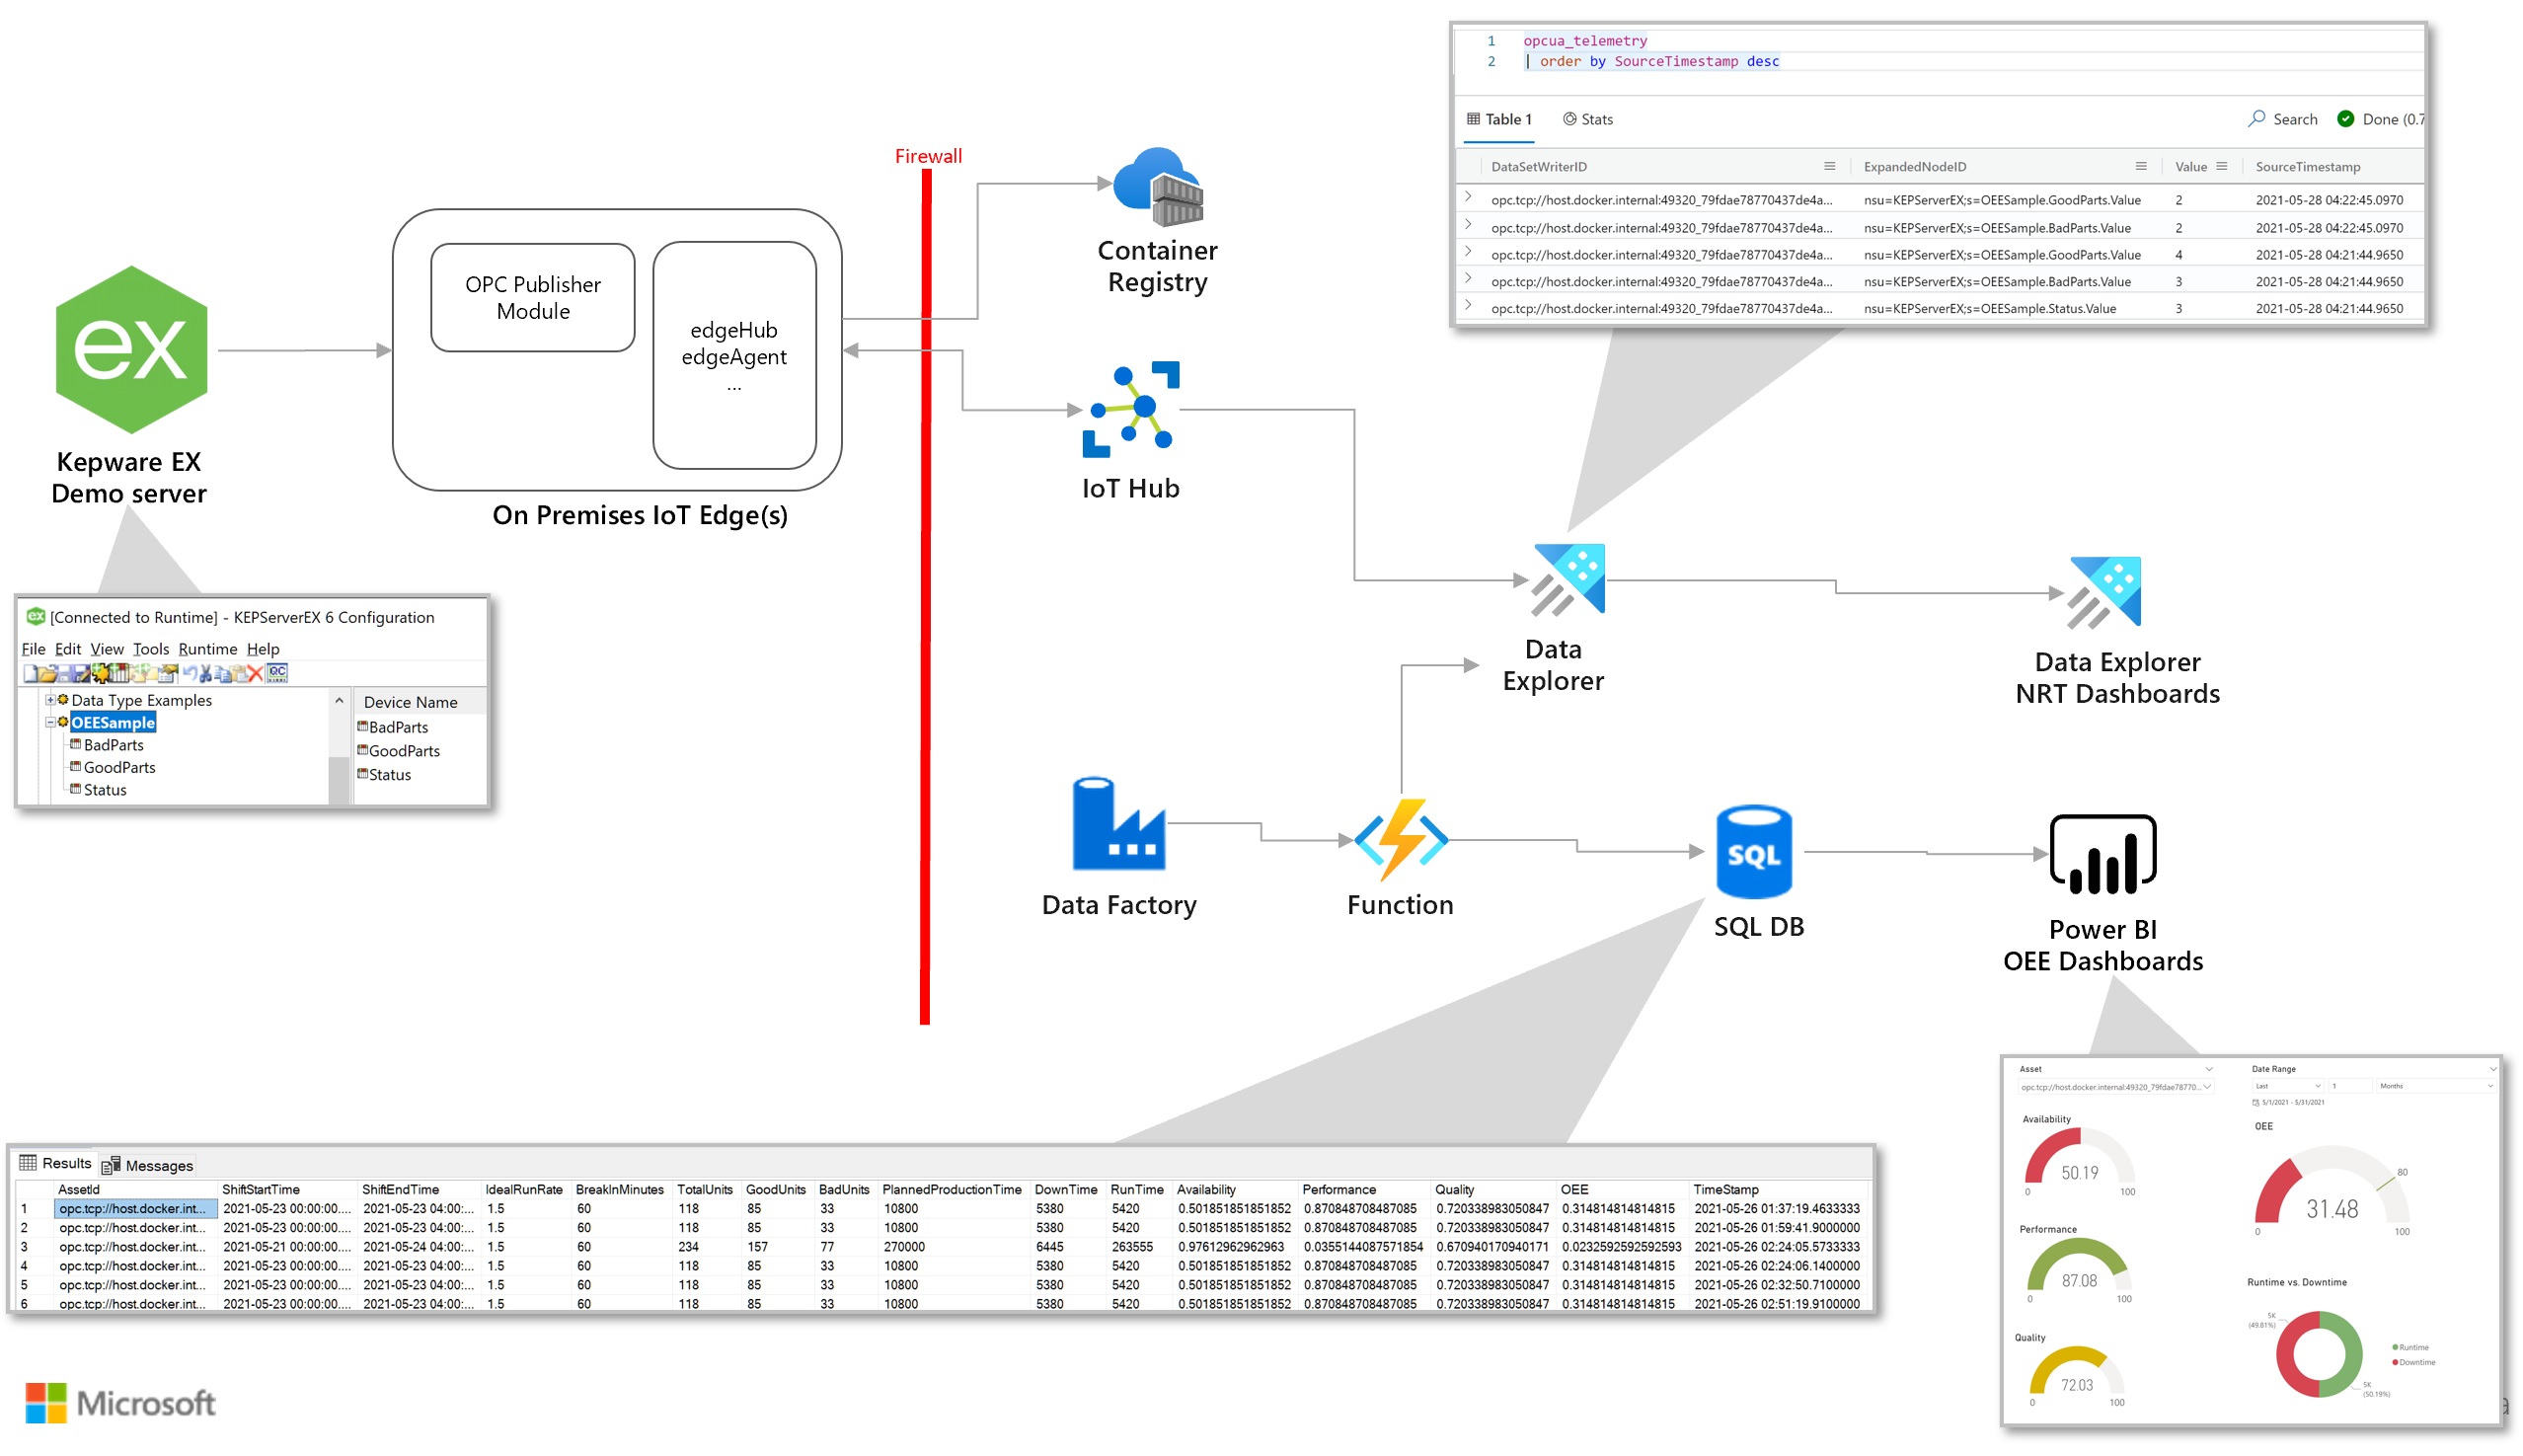 1 opcua_telemetry
2 | order by SourceTimestamp desc
Table 1 Stats Search Done (0.7
DataSetWriterID ExpandedNodeID Value SourceTimestamp
opc.tcp://host.docker.internal:49320_79fdae78770437de4a... nsu=KEPServerEX;s=OEESample.GoodParts.Value 2 2021-05-28 04:22:45.0970
opc.tcp://host.docker.internal:49320_79fdae78770437de4a... nsu=KEPServerEX;s=OEESample.BadParts.Value 2 2021-05-28 04:22:45.0970
opc.tcp://host.docker.internal:49320_79fdae78770437de4a... nsu=KEPServerEX;s=OEESample.GoodParts.Value 4 2021-05-28 04:21:44.9650
opc.tcp://host.docker.internal:49320_79fdae78770437de4a... nsu=KEPServerEX;s=OEESample.BadParts.Value 3 2021-05-28 04:21:44.9650
opc.tcp://host.docker.internal:49320_79fdae78770437de4a... nsu=KEPServerEX;s=OEESample.Status.Value 3 2021-05-28 04:21:44.9650
Firewall
Container
Registry
OPC Publisher
Module
edgeHub
edgeAgent
...
On Premises IoT Edge(s)
ex
Kepware EX
Demo server
IoT Hub
[Connected to Runtime] - KEPServerEX 6 Configuration
File Edit View Tools Runtime Help
Data Type Examples
OEESample
BadParts
GoodParts
Status
Device Name
BadParts
GoodParts
Status
Data
Explorer
Data Explorer
NRT Dashboards
Data Factory
Function
SQL
SQL DB
Power BI
OEE Dashboards
Results Messages
AssetId ShiftStartTime ShiftEndTime IdealRunRate BreakInMinutes TotalUnits GoodUnits BadUnits PlannedProductionTime DownTime RunTime Availability Performance Quality OEE TimeStamp
1 opc.tcp://host.docker.int... 2021-05-23 00:00:00.... 2021-05-23 04:00:... 1.5 60 118 85 33 10800 5380 5420 0.501851851851852 0.870848708487085 0.720338983050847 0.314814814814815 2021-05-26 01:37:19.4633333
2 opc.tcp://host.docker.int... 2021-05-23 00:00:00.... 2021-05-23 04:00:... 1.5 60 118 85 33 10800 5380 5420 0.501851851851852 0.870848708487085 0.720338983050847 0.314814814814815 2021-05-26 01:59:41.9000000
3 opc.tcp://host.docker.int... 2021-05-21 00:00:00.... 2021-05-24 04:00:... 1.5 60 234 157 77 270000 6445 263555 0.97612962962963 0.0355144087571854 0.670940170940171 0.0232592592592593 2021-05-26 02:24:05.5733333
4 opc.tcp://host.docker.int... 2021-05-23 00:00:00.... 2021-05-23 04:00:... 1.5 60 118 85 33 10800 5380 5420 0.501851851851852 0.870848708487085 0.720338983050847 0.314814814814815 2021-05-26 02:24:06.1400000
5 opc.tcp://host.docker.int... 2021-05-23 00:00:00.... 2021-05-23 04:00:... 1.5 60 118 85 33 10800 5380 5420 0.501851851851852 0.870848708487085 0.720338983050847 0.314814814814815 2021-05-26 02:32:50.7100000
6 opc.tcp://host.docker.int... 2021-05-23 00:00:00.... 2021-05-23 04:00:... 1.5 60 118 85 33 10800 5380 5420 0.501851851851852 0.870848708487085 0.720338983050847 0.314814814814815 2021-05-26 02:51:19.9100000
Asset
opc.tcp://host.docker.internal:49320_79fdae78770...
Date Range
Last 1 Months
5/1/2021 - 5/31/2021
Availability
50.19
0 100
OEE
80
31.48
0 100
Performance
87.08
0 100
Runtime vs. Downtime
5K
(49.81%)
Runtime
Downtime
5K
(50.19%)
Quality
72.03
0 100
Microsoft